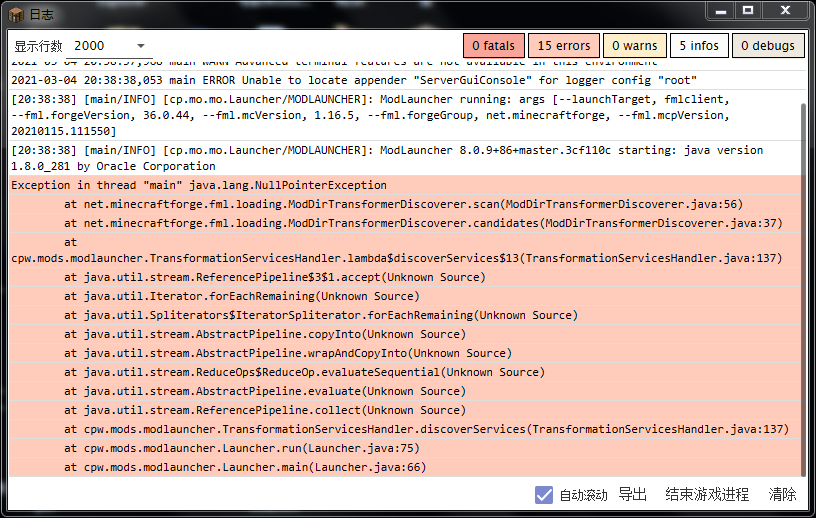 日志
显示行数 2000 0 fatals 15 errors 0 warns 5 infos 0 debugs
2021-03-04 20:38:37,988 main WARN Advanced terminal features are not available in this environment
2021-03-04 20:38:38,053 main ERROR Unable to locate appender "ServerGuiConsole" for logger config "root"
[20:38:38] [main/INFO] [cp.mo.mo.Launcher/MODLAUNCHER]: ModLauncher running: args [--launchTarget, fmlclient,
--fml.forgeVersion, 36.0.44, --fml.mcVersion, 1.16.5, --fml.forgeGroup, net.minecraftforge, --fml.mcpVersion,
20210115.111550]
[20:38:38] [main/INFO] [cp.mo.mo.Launcher/MODLAUNCHER]: ModLauncher 8.0.9+86+master.3cf110c starting: java version
1.8.0_281 by Oracle Corporation
Exception in thread "main" java.lang.NullPointerException
at net.minecraftforge.fml.loading.ModDirTransformerDiscoverer.scan(ModDirTransformerDiscoverer.java:56)
at net.minecraftforge.fml.loading.ModDirTransformerDiscoverer.candidates(ModDirTransformerDiscoverer.java:37)
at
cpw.mods.modlauncher.TransformationServicesHandler.lambda$discoverServices$13(TransformationServicesHandler.java:137)
at java.util.stream.ReferencePipeline$3$1.accept(Unknown Source)
at java.util.Iterator.forEachRemaining(Unknown Source)
at java.util.Spliterators$IteratorSpliterator.forEachRemaining(Unknown Source)
at java.util.stream.AbstractPipeline.copyInto(Unknown Source)
at java.util.stream.AbstractPipeline.wrapAndCopyInto(Unknown Source)
at java.util.stream.ReduceOps$ReduceOp.evaluateSequential(Unknown Source)
at java.util.stream.AbstractPipeline.evaluate(Unknown Source)
at java.util.stream.ReferencePipeline.collect(Unknown Source)
at cpw.mods.modlauncher.TransformationServicesHandler.discoverServices(TransformationServicesHandler.java:137)
at cpw.mods.modlauncher.Launcher.run(Launcher.java:75)
at cpw.mods.modlauncher.Launcher.main(Launcher.java:66)
自动滚动 导出 结束游戏进程 清除